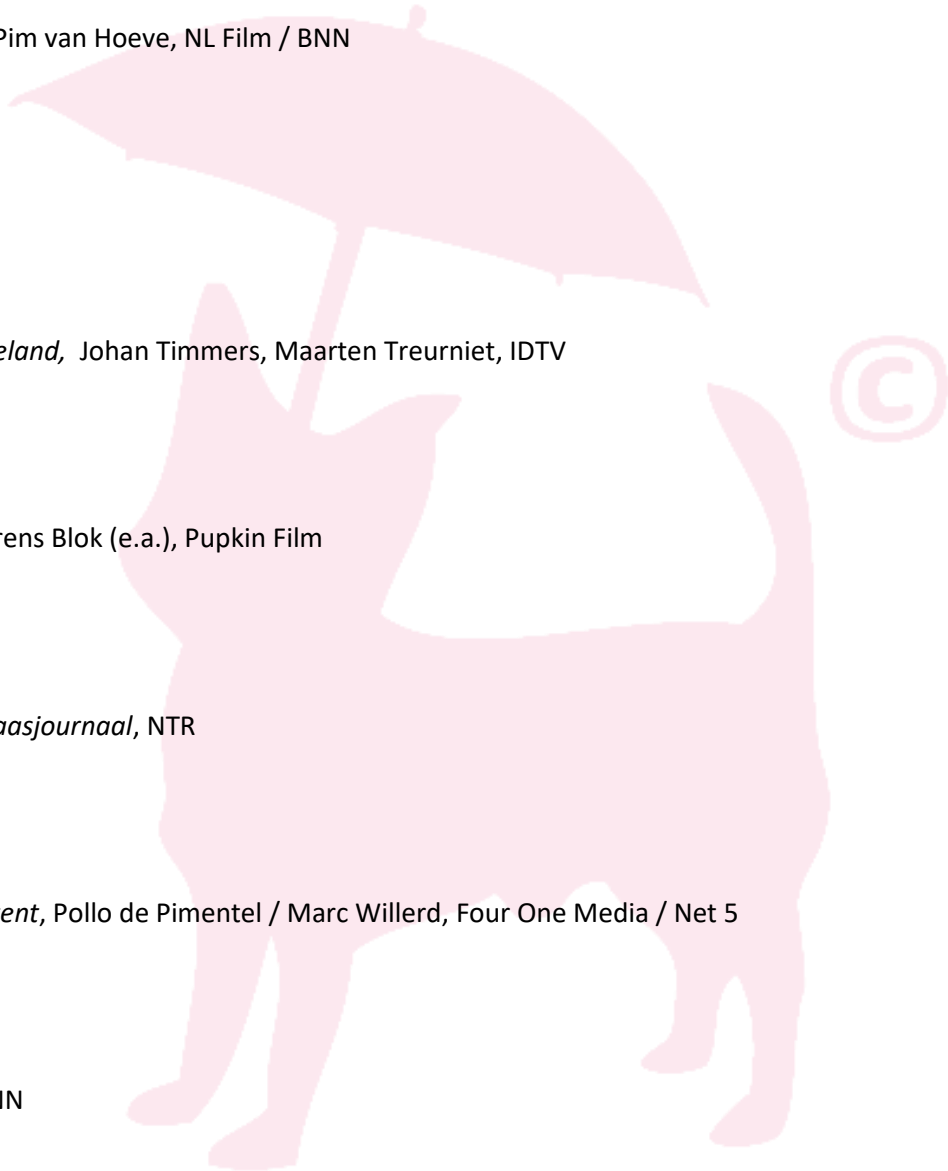 Pim van Hoeve, NL Film / BNN
eland, Johan Timmers, Maarten Treurniet, IDTV
rens Blok (e.a.), Pupkin Film
aasjournaal, NTR
ent, Pollo de Pimentel / Marc Willerd, Four One Media / Net 5
NN
©